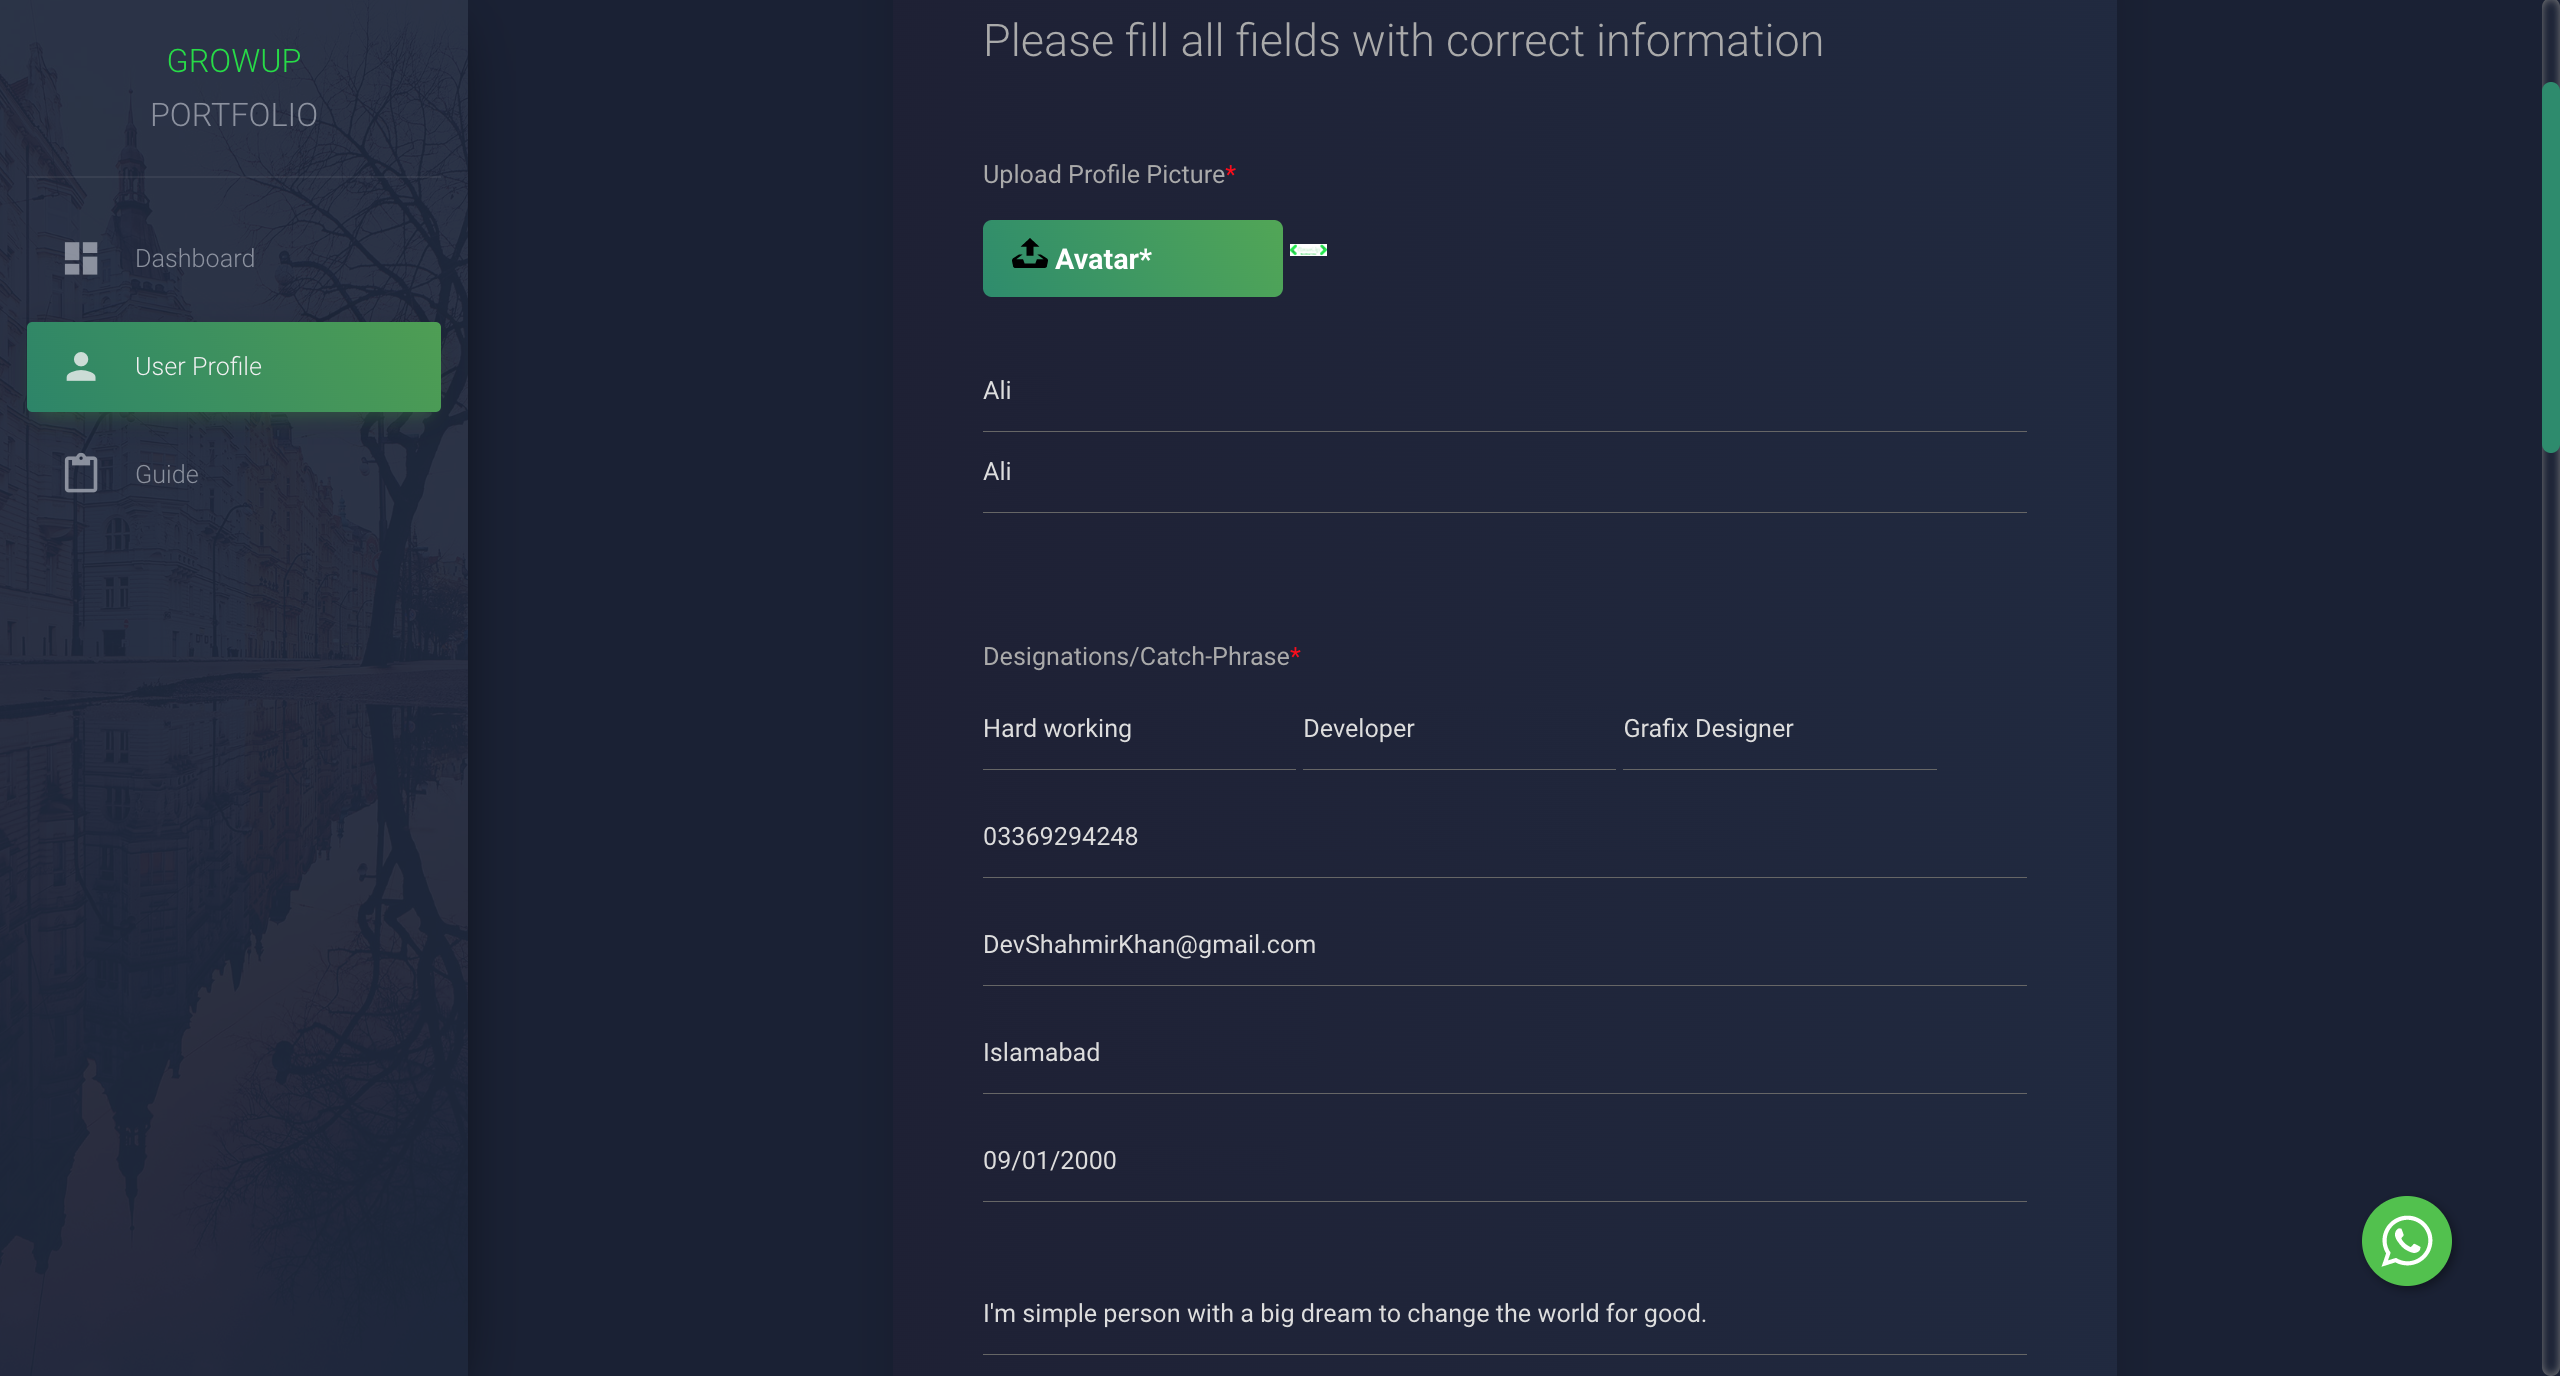 GROWUP
PORTFOLIO
Dashboard
User Profile
Guide
Please fill all fields with correct information
Upload Profile Picture*
Avatar*
Ali
Ali
Designations/Catch-Phrase*
Hard working Developer Grafix Designer
03369294248
DevShahmirKhan@gmail.com
Islamabad
09/01/2000
I'm simple person with a big dream to change the world for good.